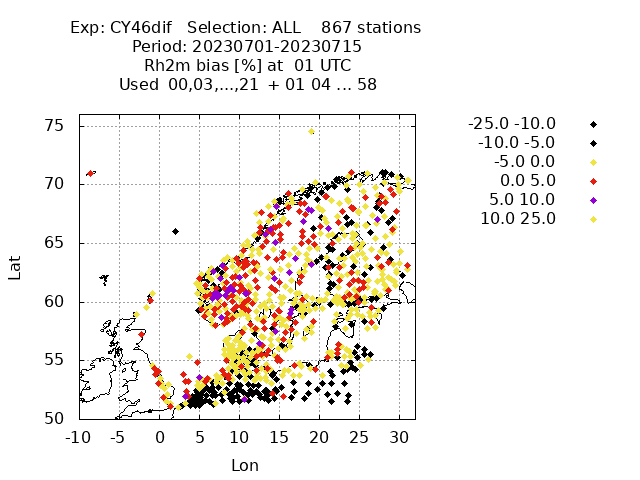 Exp: CY46dif Selection: ALL 867 stations
Period: 20230701-20230715
Rh2m bias [%] at 01 UTC
Used 00,03,...,21 + 01 04 ... 58
-25.0 -10.0
-10.0 -5.0
-5.0 0.0
0.0 5.0
5.0 10.0
10.0 25.0
75
70
65
60
55
50
Lat
-10 -5 0 5 10 15 20 25 30
Lon